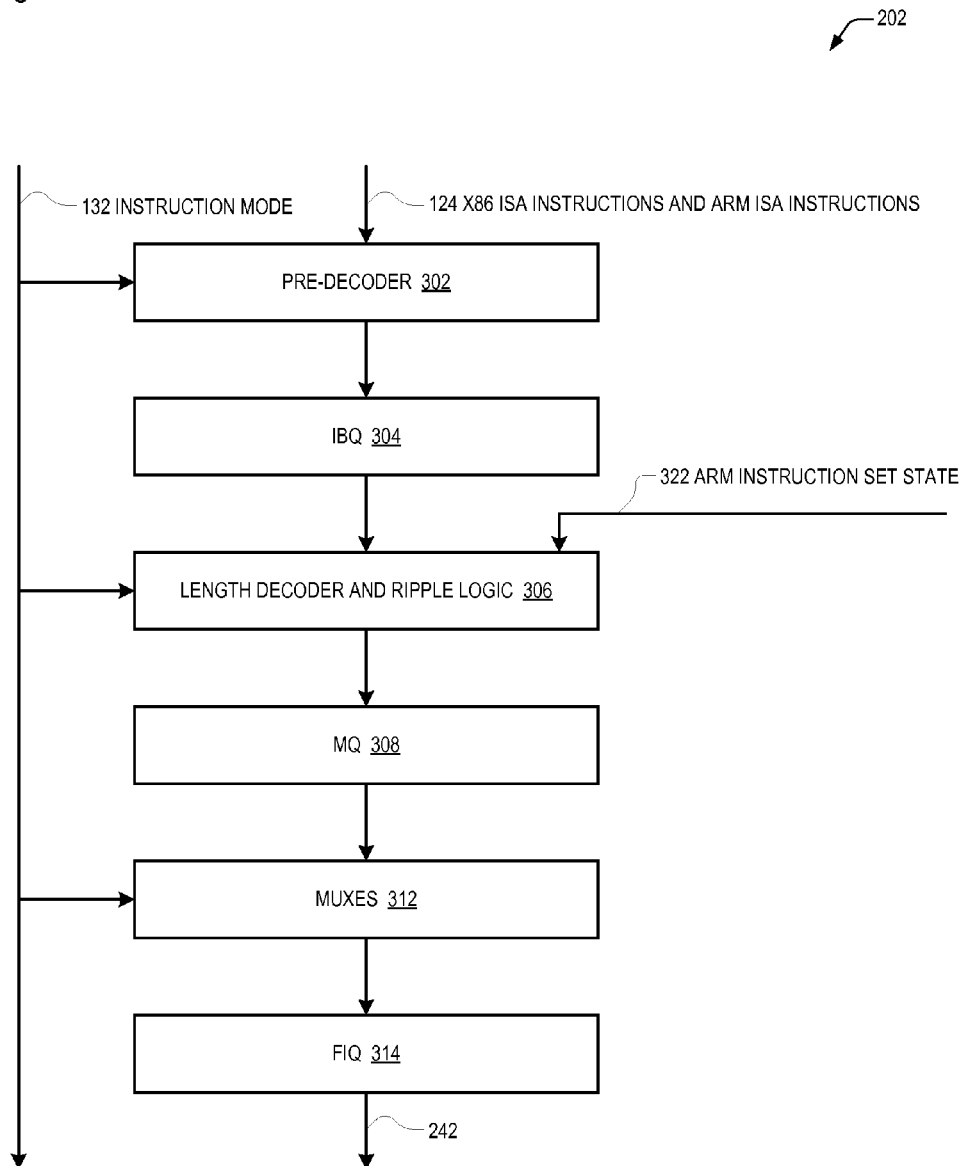 202
132 INSTRUCTION MODE
124 X86 ISA INSTRUCTIONS AND ARM ISA INSTRUCTIONS
PRE-DECODER 302
IBQ 304
322 ARM INSTRUCTION SET STATE
LENGTH DECODER AND RIPPLE LOGIC 306
MQ 308
MUXES 312
FIQ 314
242